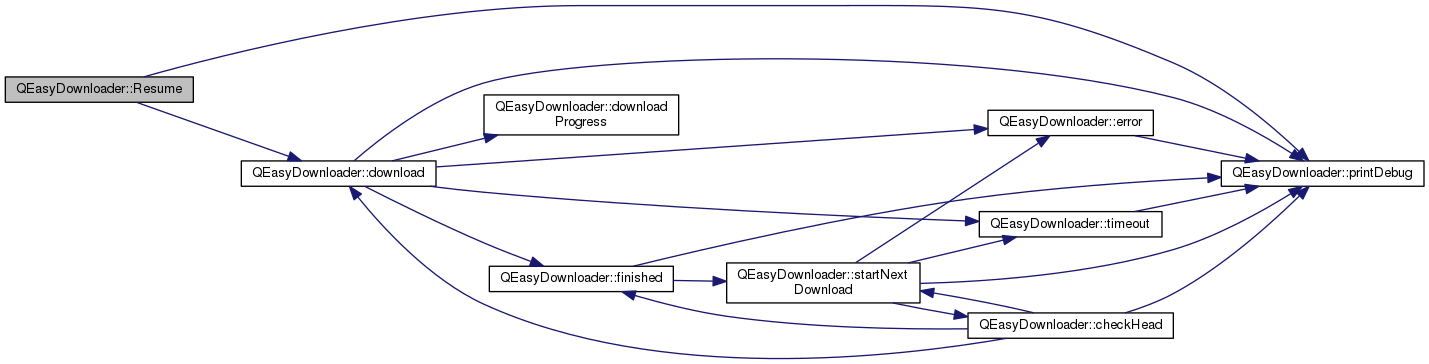 QEasyDownloader::Resume
QEasyDownloader::download
QEasyDownloader::download
Progress
QEasyDownloader::finished
QEasyDownloader::startNext
Download
QEasyDownloader::error
QEasyDownloader::timeout
QEasyDownloader::checkHead
QEasyDownloader::printDebug